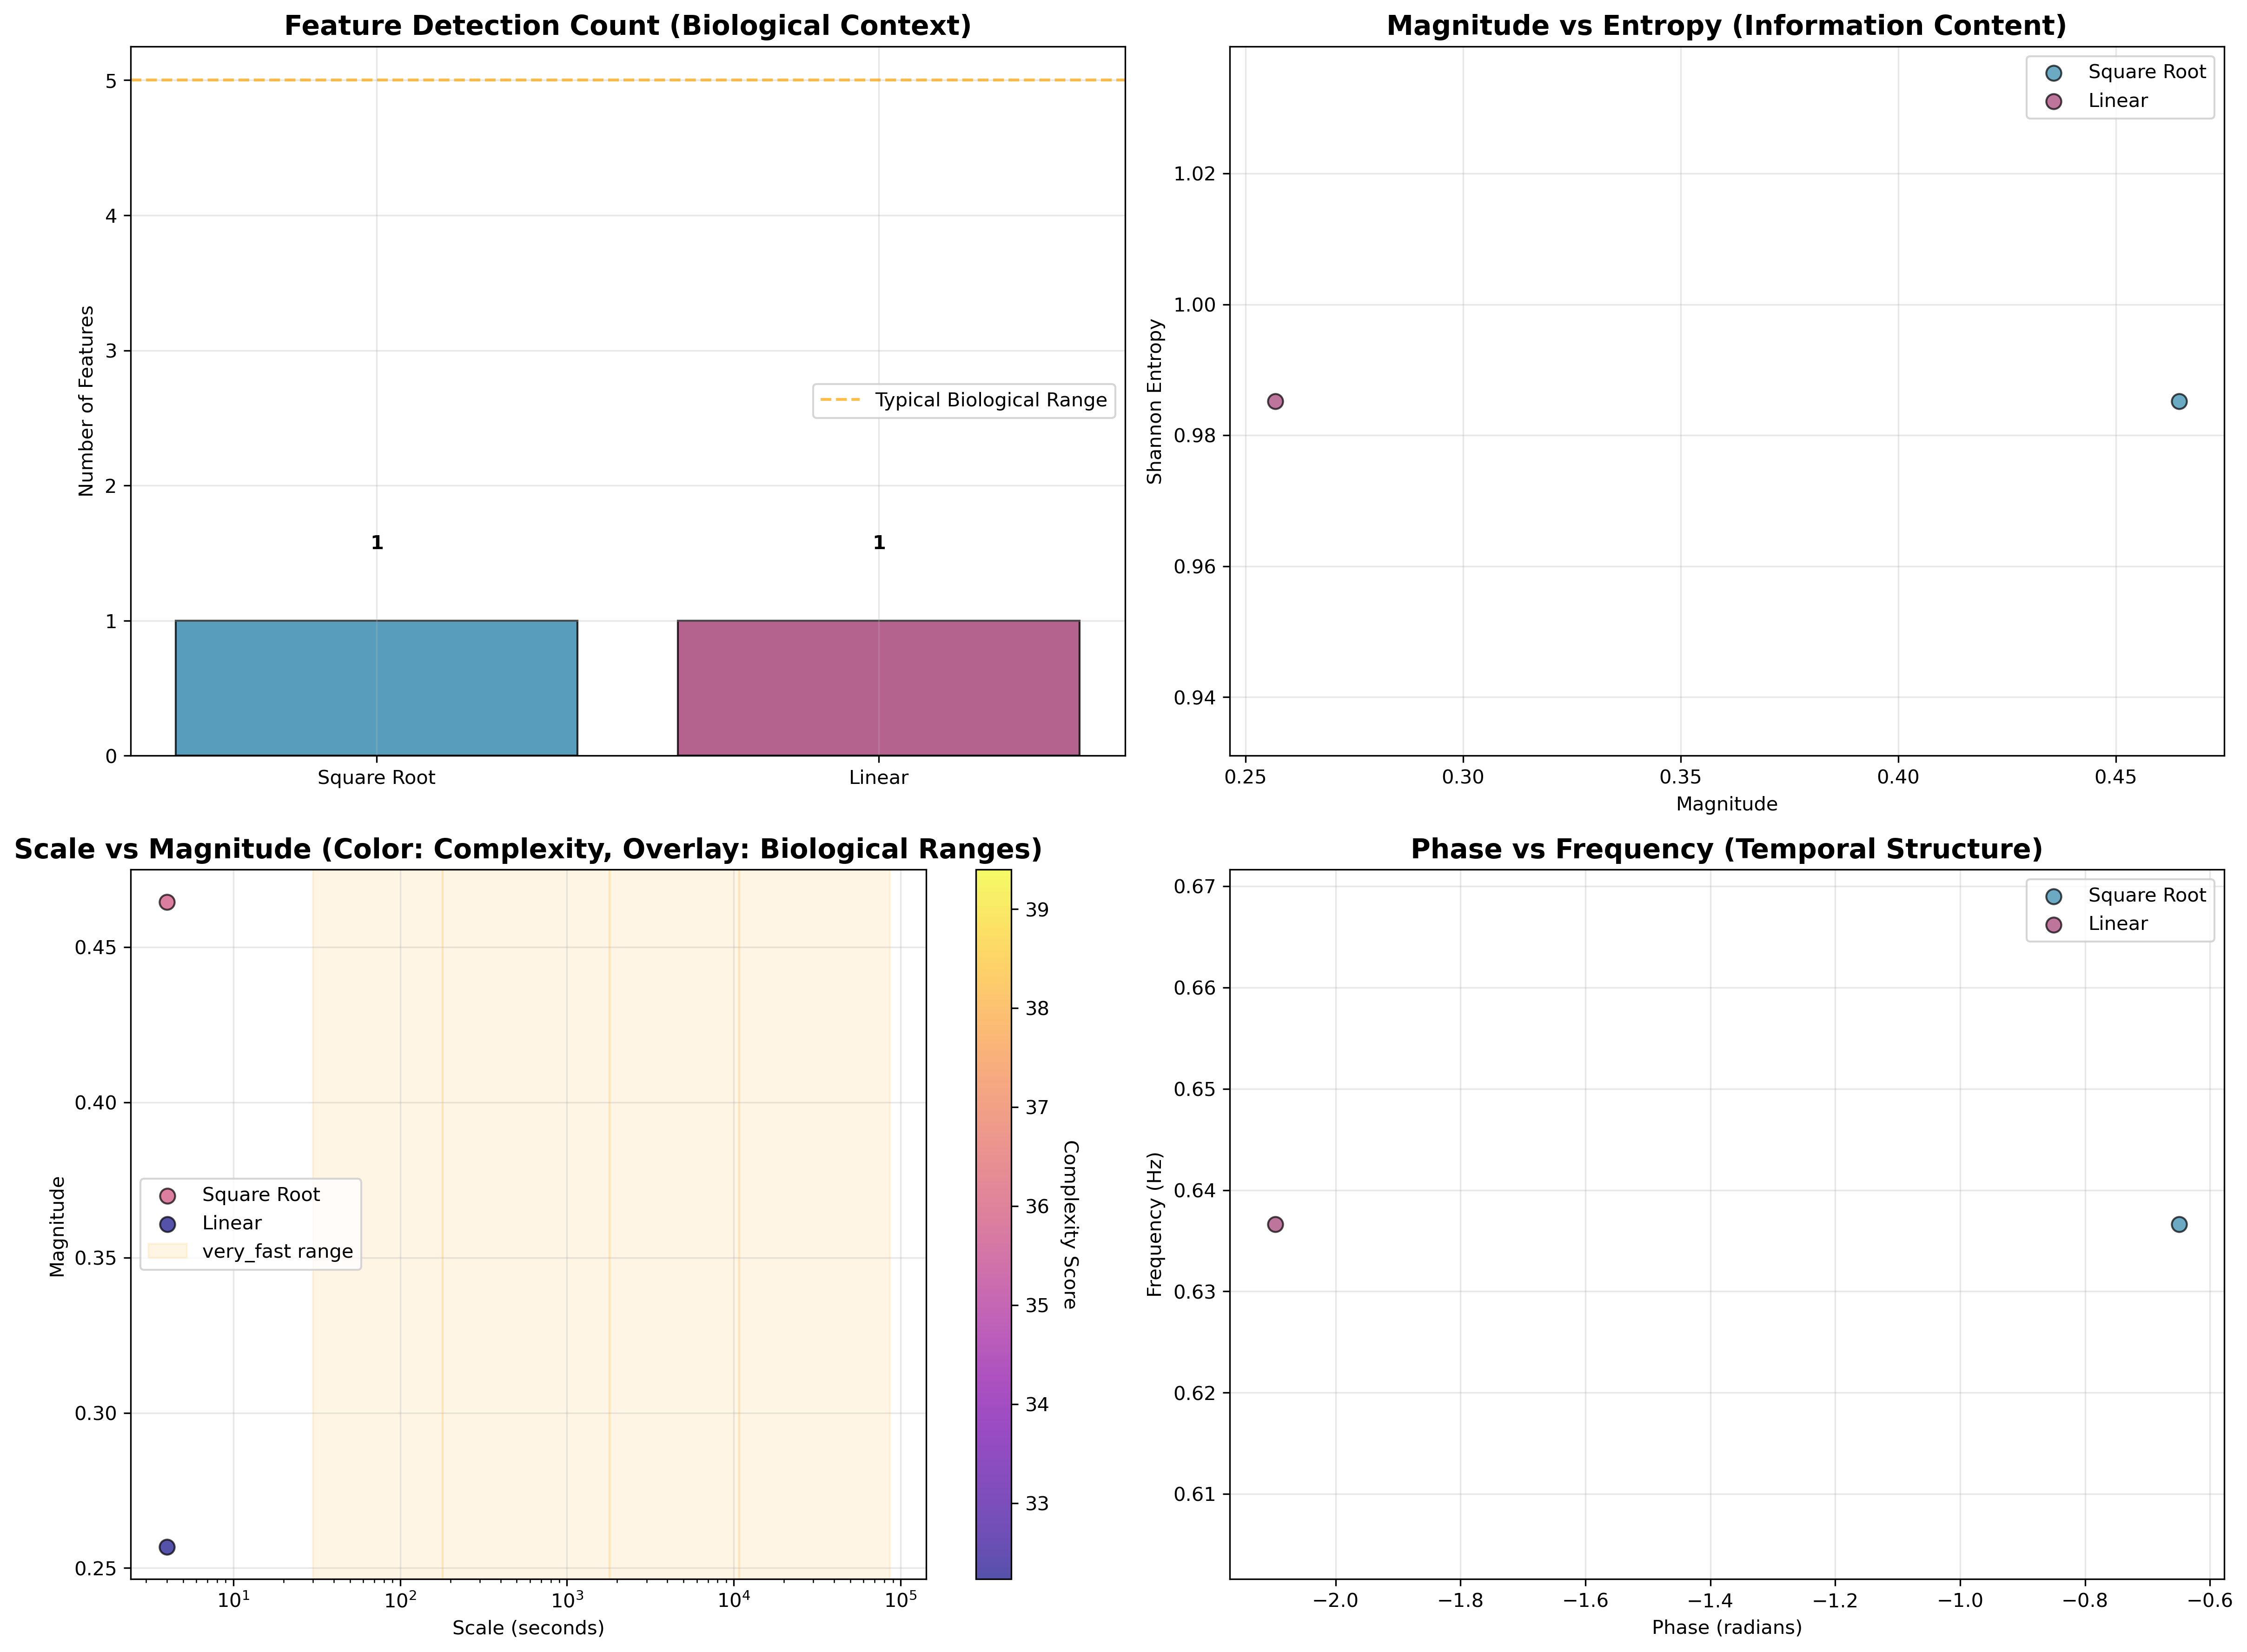 Feature Detection Count (Biological Context)
Number of Features
5
4
3
2
1
0
Typical Biological Range
1
1
Square Root
Linear
Magnitude vs Entropy (Information Content)
Shannon Entropy
1.02
1.00
0.98
0.96
0.94
Square Root
Linear
0.25
0.30
0.35
0.40
0.45
Magnitude
Scale vs Magnitude (Color: Complexity, Overlay: Biological Ranges)
Magnitude
0.45
0.40
0.35
0.30
0.25
Square Root
Linear
very_fast range
10¹
10²
10³
10⁴
10⁵
Scale (seconds)
39
38
37
36
35
34
33
Complexity Score
Phase vs Frequency (Temporal Structure)
Frequency (Hz)
0.67
0.66
0.65
0.64
0.63
0.62
0.61
Square Root
Linear
−2.0
−1.8
−1.6
−1.4
−1.2
−1.0
−0.8
−0.6
Phase (radians)